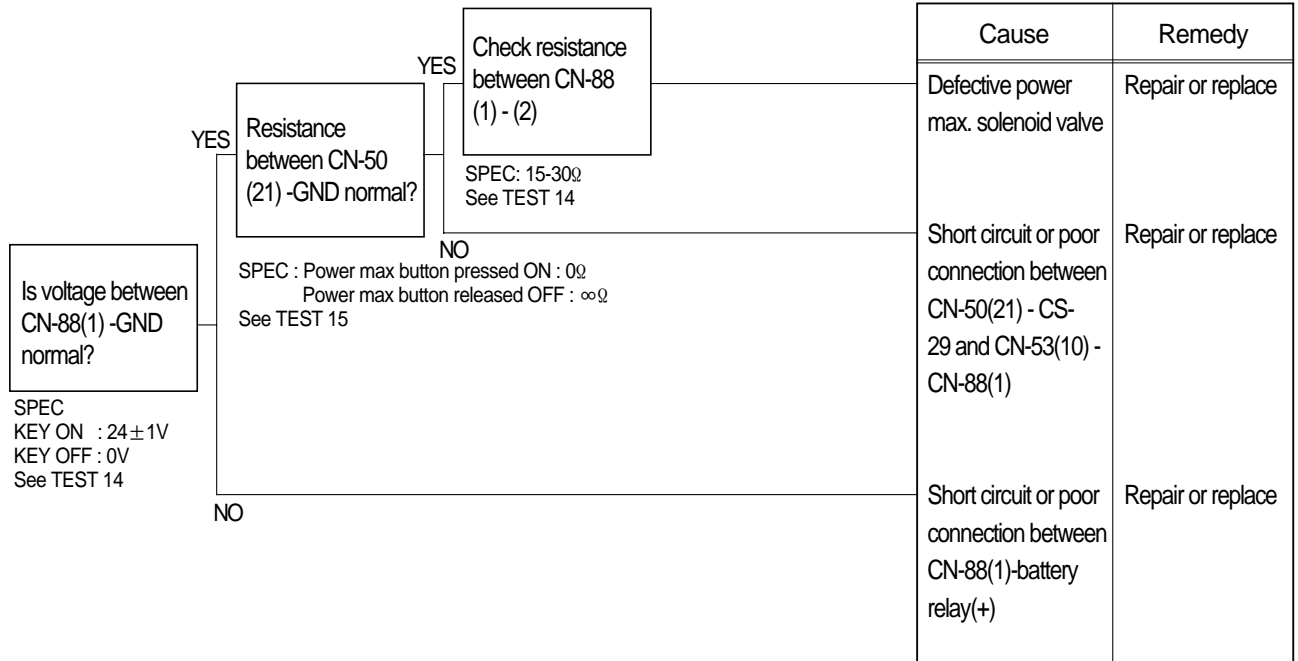 Is voltage between
CN-88(1) -GND
normal?
SPEC
KEY ON : 24±1V
KEY OFF : 0V
See TEST 14
YES
NO
Resistance
between CN-50
(21) -GND normal?
SPEC : Power max button pressed ON : 0Ω
Power max button released OFF : ∞Ω
See TEST 15
YES
NO
Check resistance
between CN-88
(1) - (2)
SPEC: 15-30Ω
See TEST 14
Cause
Remedy
Defective power
max. solenoid valve
Repair or replace
Short circuit or poor
connection between
CN-50(21) - CS-
29 and CN-53(10) -
CN-88(1)
Repair or replace
Short circuit or poor
connection between
CN-88(1)-battery
relay(+)
Repair or replace